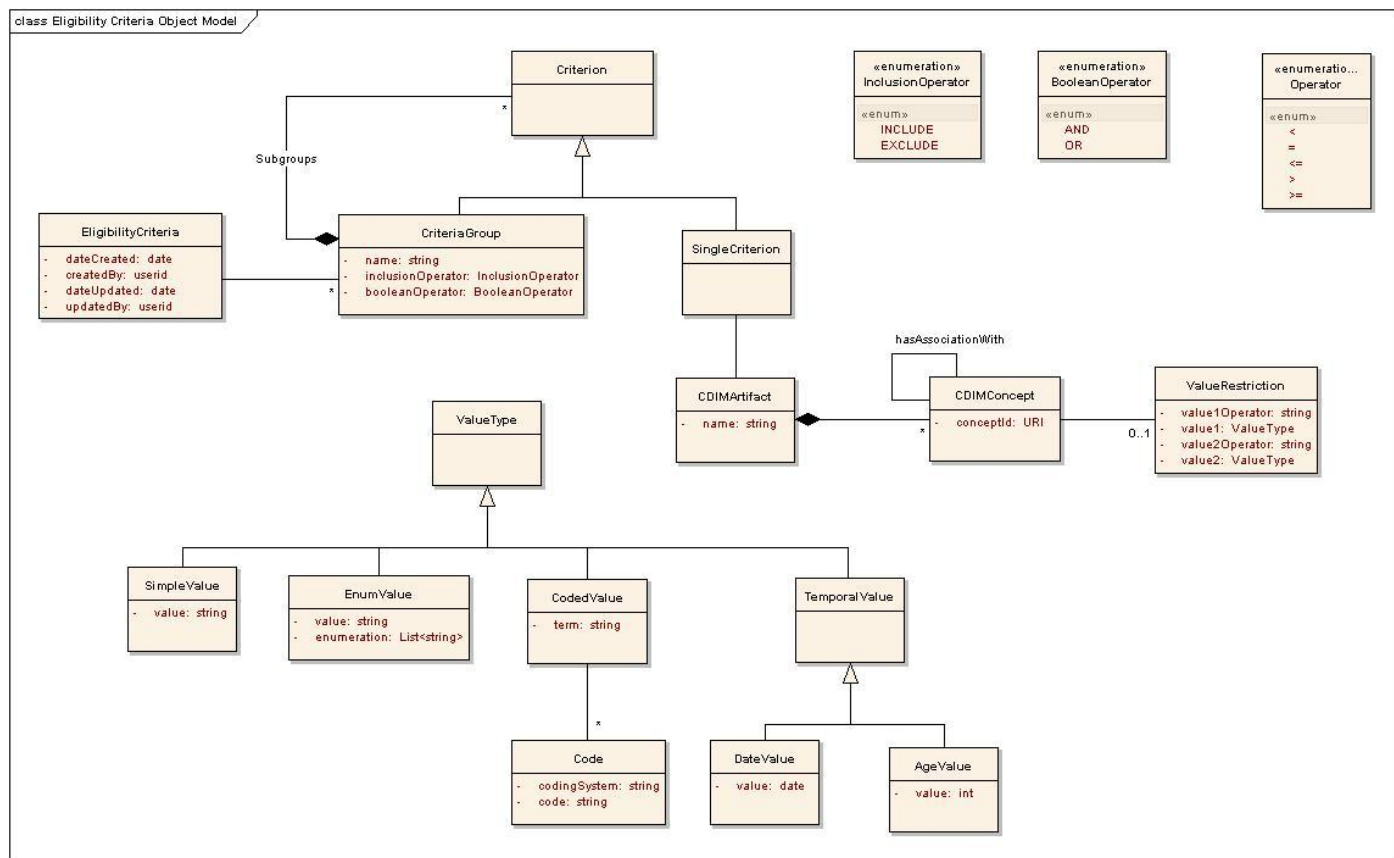 class Eligibility Criteria Object Model
Criterion
*
Subgroups
«enumeration»
InclusionOperator
«enum»
INCLUDE
EXCLUDE
«enumeration»
BooleanOperator
«enum»
AND
OR
«enumeratio...
Operator
«enum»
<
=
<=
>
>=
EligibilityCriteria
- dateCreated: date
- createdBy: userid
- dateUpdated: date
- updatedBy: userid
*
CriteriaGroup
- name: string
- inclusionOperator: InclusionOperator
- booleanOperator: BooleanOperator
SingleCriterion
CDIMArtifact
- name: string
*
hasAssociationWith
CDIMConcept
- conceptId: URI
0..1
ValueRestriction
- value1Operator: string
- value1: ValueType
- value2Operator: string
- value2: ValueType
ValueType
SimpleValue
- value: string
EnumValue
- value: string
- enumeration: List<string>
CodedValue
- term: string
TemporalValue
*
Code
- codingSystem: string
- code: string
DateValue
- value: date
AgeValue
- value: int